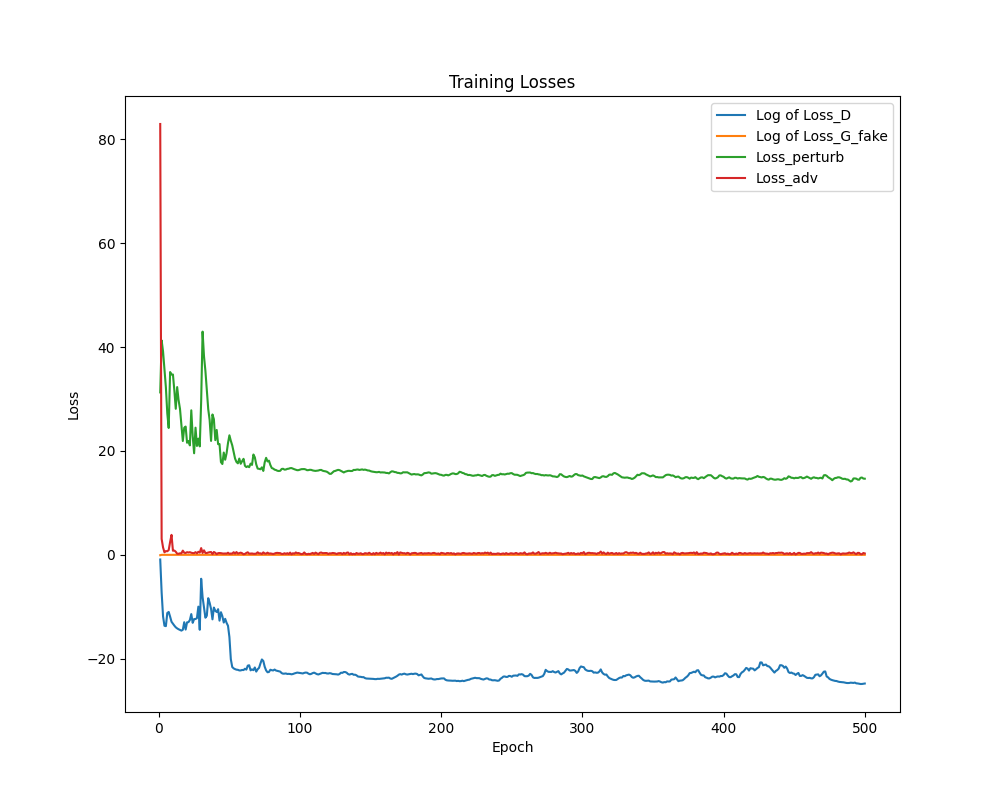 Training Losses
Log of Loss_D
Log of Loss_G_fake
Loss_perturb
Loss_adv
80
60
40
20
0
−20
Loss
0 100 200 300 400 500
Epoch